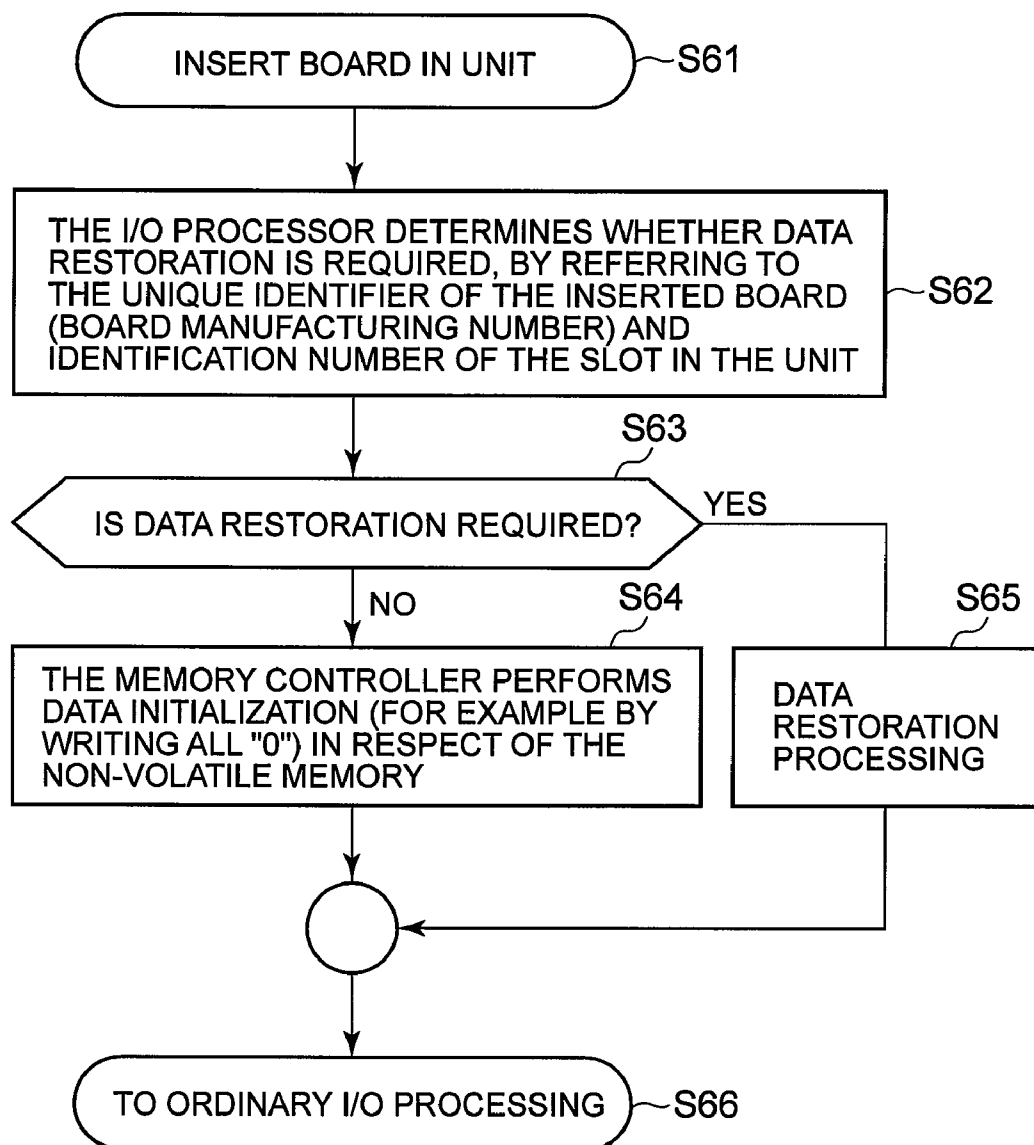 INSERT BOARD IN UNIT
S61
THE I/O PROCESSOR DETERMINES WHETHER DATA
RESTORATION IS REQUIRED, BY REFERRING TO
THE UNIQUE IDENTIFIER OF THE INSERTED BOARD
(BOARD MANUFACTURING NUMBER) AND
IDENTIFICATION NUMBER OF THE SLOT IN THE UNIT
S62
S63
IS DATA RESTORATION REQUIRED?
YES
NO
S64
THE MEMORY CONTROLLER PERFORMS
DATA INITIALIZATION (FOR EXAMPLE BY
WRITING ALL "0") IN RESPECT OF THE
NON-VOLATILE MEMORY
S65
DATA
RESTORATION
PROCESSING
TO ORDINARY I/O PROCESSING
S66